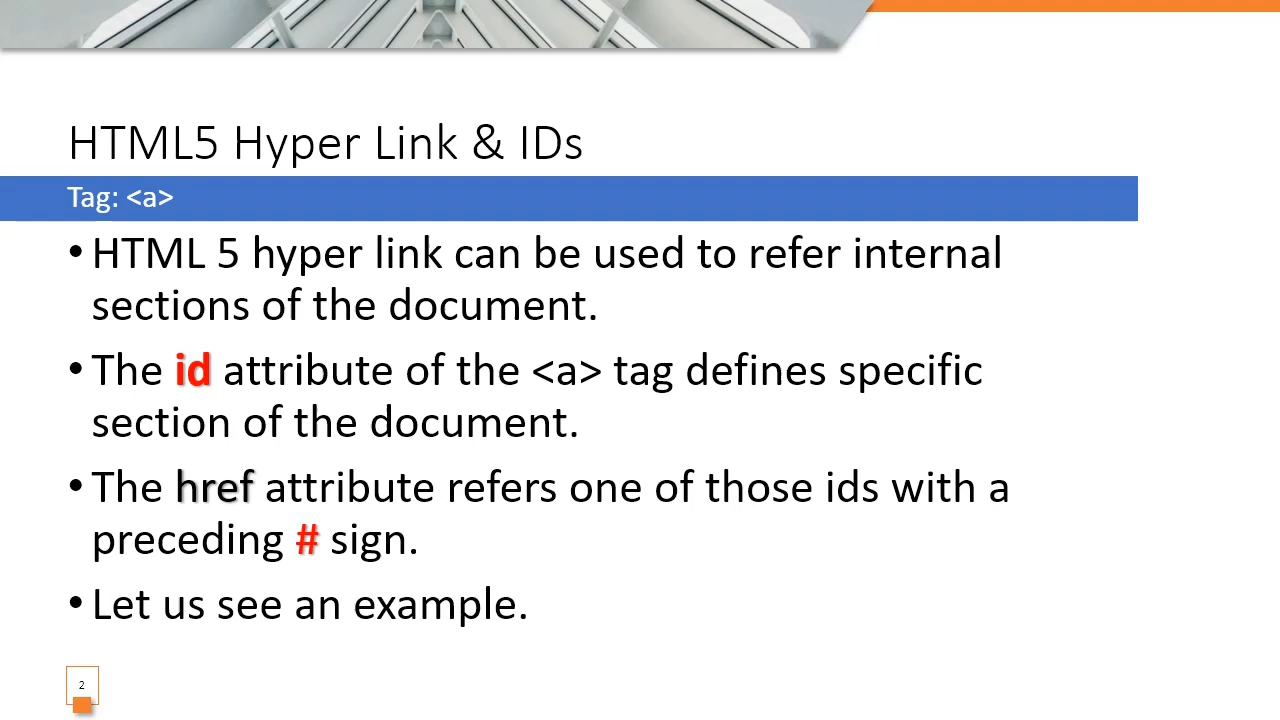 HTML5 Hyper Link & IDs
Tag: <a>
• HTML 5 hyper link can be used to refer internal
sections of the document.
• The id attribute of the <a> tag defines specific
section of the document.
• The href attribute refers one of those ids with a
preceding # sign.
• Let us see an example.
2